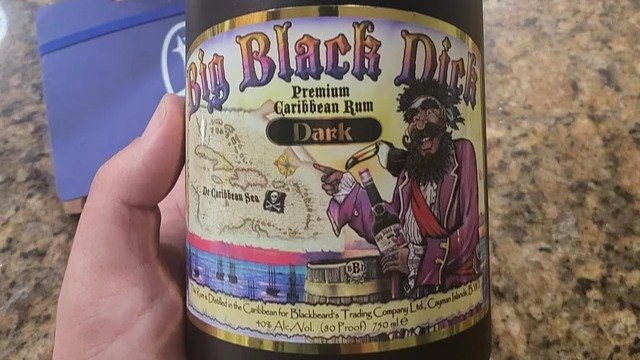 Big Black Dick
Premium
Caribbean Rum
Dark
De Caribbean Sea
BBD
Rum is Distilled in the Caribbean for Blackbeard's Trading Company Ltd., Cayman Islands, B.W.I.
40% Alc./Vol. (80 Proof) 750 ml e